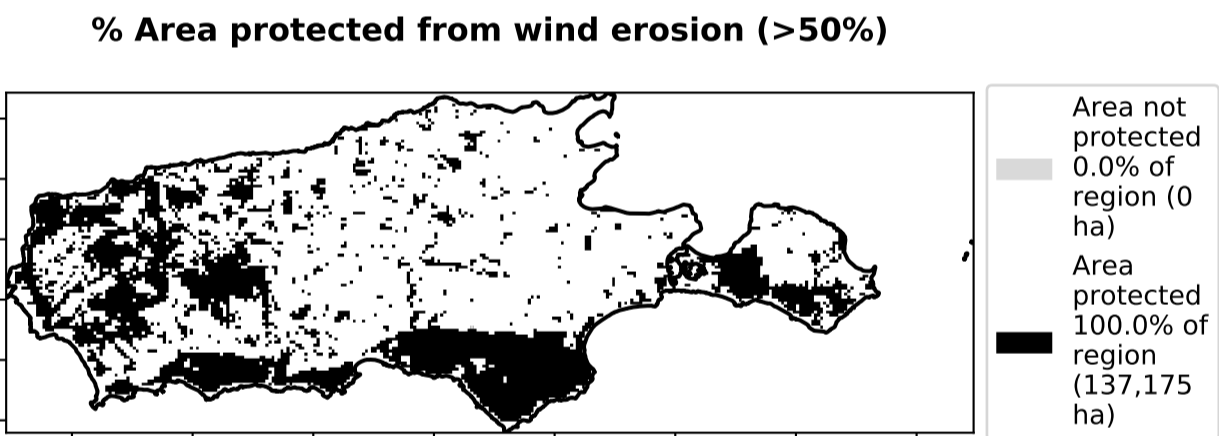 % Area protected from wind erosion (>50%)
Area not
protected
0.0% of
region (0
ha)
Area
protected
100.0% of
region
(137,175
ha)